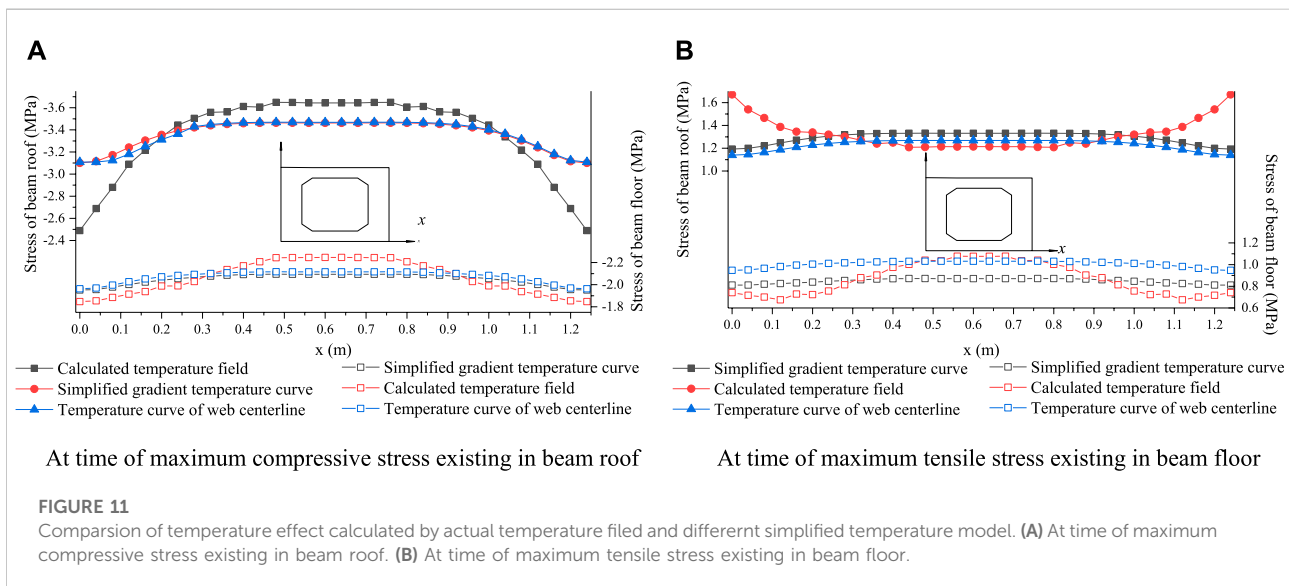 A
B
Stress of beam roof (MPa)
-3.6
-3.4
-3.1
-3.0
-2.8
-2.6
-2.4
x
Stress of beam floor (MPa)
-2.2
-2.0
-1.8
0.0 0.1 0.2 0.3 0.4 0.5 0.6 0.7 0.8 0.9 1.0 1.1 1.2
x (m)
Calculated temperature field
Simplified gradient temperature curve
Temperature curve of web centerline
Simplified gradient temperature curve
Calculated temperature field
Temperature curve of web centerline
At time of maximum compressive stress existing in beam roof
Stress of beam roof (MPa)
1.6
1.4
1.3
1.2
1.0
x
Stress of beam floor (MPa)
1.2
1.0
0.8
0.6
0.0 0.1 0.2 0.3 0.4 0.5 0.6 0.7 0.8 0.9 1.0 1.1 1.2
x (m)
Simplified gradient temperature curve
Calculated temperature field
Temperature curve of web centerline
Simplified gradient temperature curve
Calculated temperature field
Temperature curve of web centerline
At time of maximum tensile stress existing in beam floor
FIGURE 11
Comparsion of temperature effect calculated by actual temperature filed and differernt simplified temperature model. (A) At time of maximum
compressive stress existing in beam roof. (B) At time of maximum tensile stress existing in beam floor.